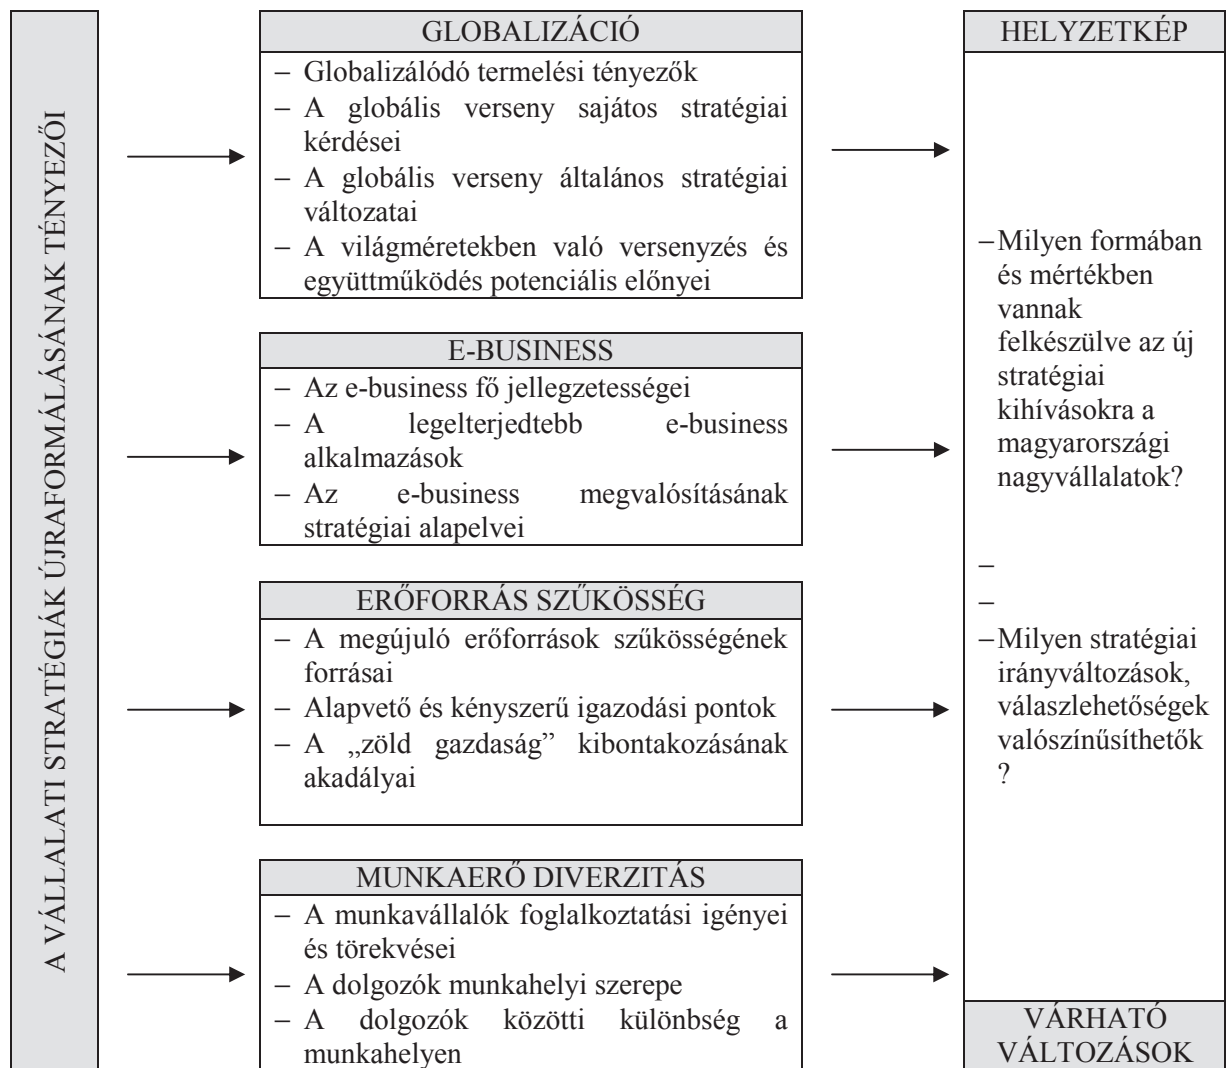 A VÁLLALATI STRATÉGIÁK ÚJRAFORMÁLÁSÁNAK TÉNYEZŐI
GLOBALIZÁCIÓ
– Globalizálódó termelési tényezők
– A globális verseny sajátos stratégiai
kérdései
– A globális verseny általános stratégiai
változatai
– A világméretekben való versenyzés és
együttműködés potenciális előnyei
E-BUSINESS
– Az e-business fő jellegzetességei
– A legelterjedtebb e-business
alkalmazások
– Az e-business megvalósításának
stratégiai alapelvei
ERŐFORRÁS SZŰKÖSSÉG
– A megújuló erőforrások szűkösségének
forrásai
– Alapvető és kényszerű igazodási pontok
– A „zöld gazdaság” kibontakozásának
akadályai
MUNKAERŐ DIVERZITÁS
– A munkavállalók foglalkoztatási igényei
és törekvései
– A dolgozók munkahelyi szerepe
– A dolgozók közötti különbség a
munkahelyen
HELYZETKÉP
–Milyen formában
és mértékben
vannak
felkészülve az új
stratégiai
kihívásokra a
magyarországi
nagyvállalatok?
–
–
–Milyen stratégiai
irányváltozások,
válaszlehetőségek
valószínűsíthetők
?
VÁRHATÓ
VÁLTOZÁSOK